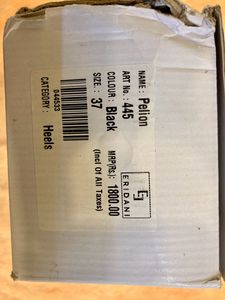 NAME : Pelion
ART No. : 445
COLOUR : Black
SIZE : 37
MRP(Rs.): 1800.00
(Incl Of All Taxes)
ERIDANI
044533
CATEGORY : Heels